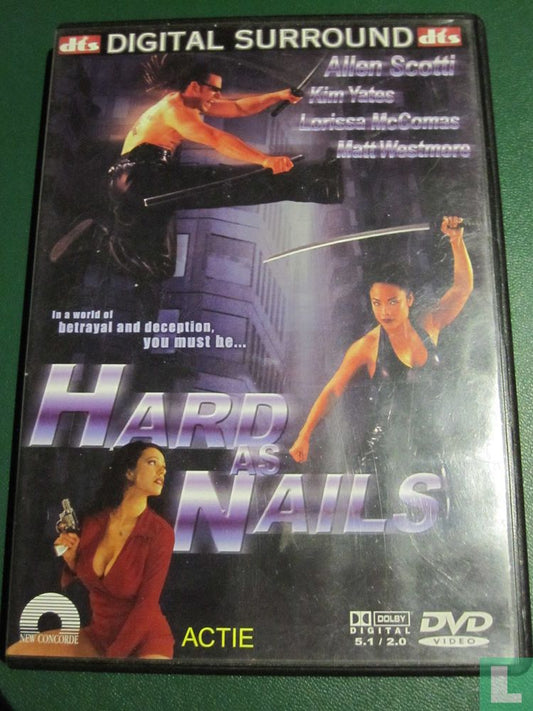 dts DIGITAL SURROUND dts
Allen Scotti
Kim Yates
Lorissa McComas
Matt Westmore
In a world of
betrayal and deception,
you must be...
HARD
AS
NAILS
NEW CONCORDE
ACTIE
DOLBY
DIGITAL
5.1 / 2.0
DVD
VIDEO
L